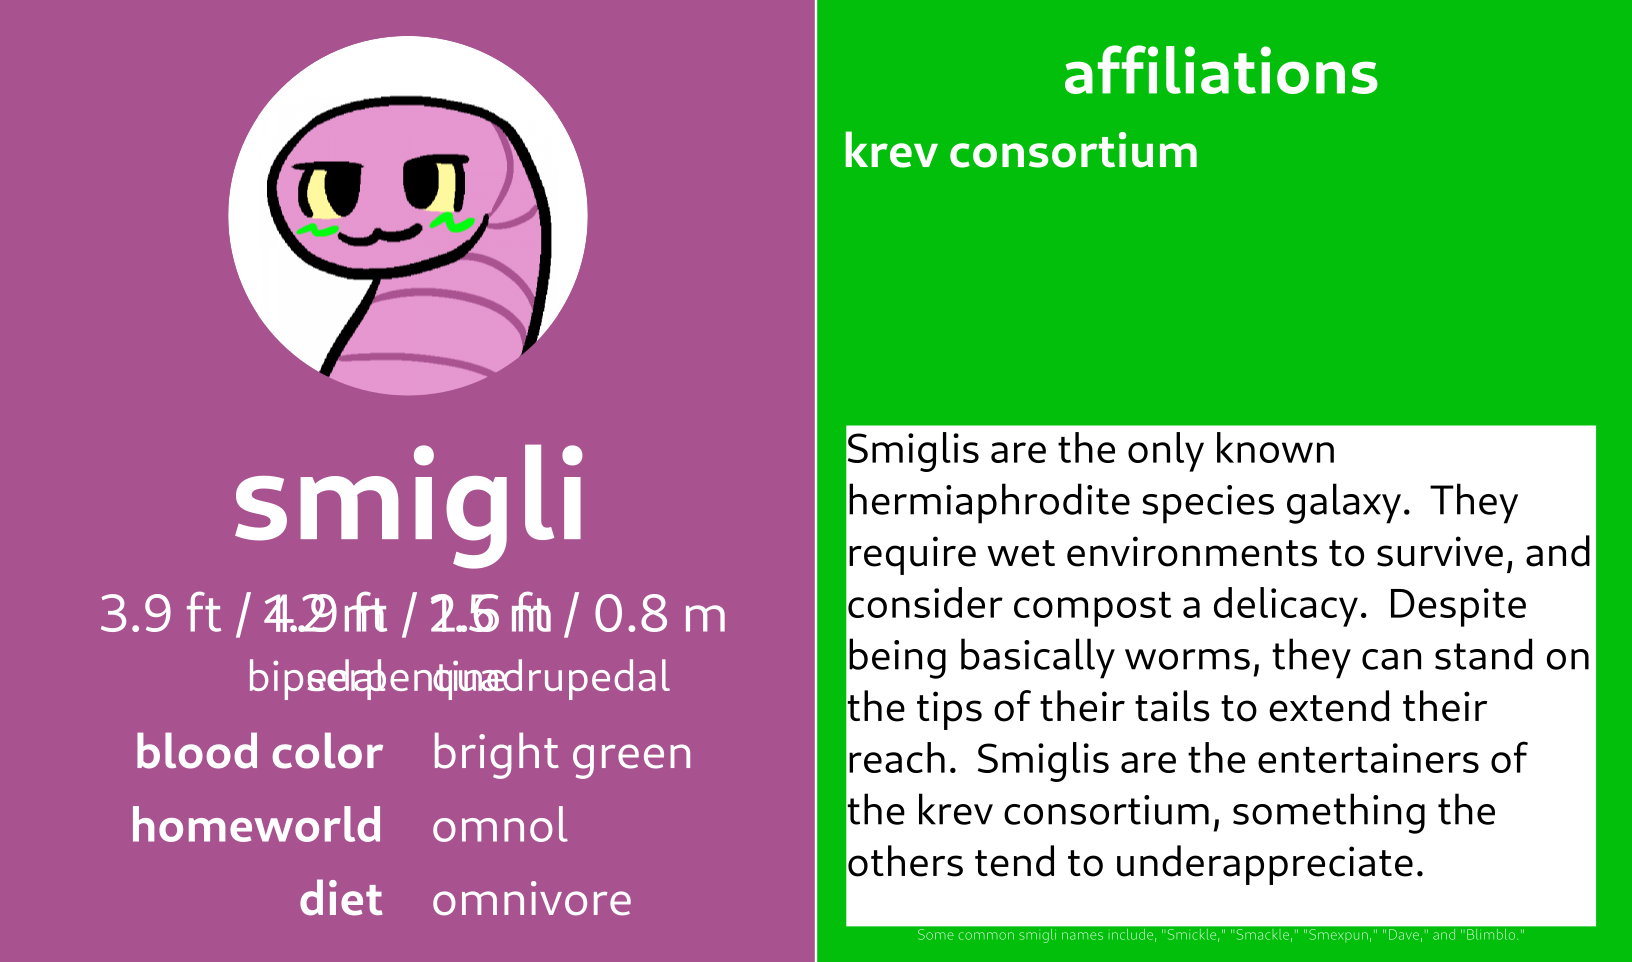 smigli
3.9 ft / 1.2 m
4.9 ft / 1.5 m
2.6 ft / 0.8 m
bipedal
serpentine
quadrupedal
blood color bright green
homeworld omnol
diet omnivore
affiliations
krev consortium
Smiglis are the only known
hermiaphrodite species galaxy.  They
require wet environments to survive, and
consider compost a delicacy.  Despite
being basically worms, they can stand on
the tips of their tails to extend their
reach.  Smiglis are the entertainers of
the krev consortium, something the
others tend to underappreciate.
Some common smigli names include, "Smickle," "Smackle," "Smexpun," "Dave," and "Blimblo."